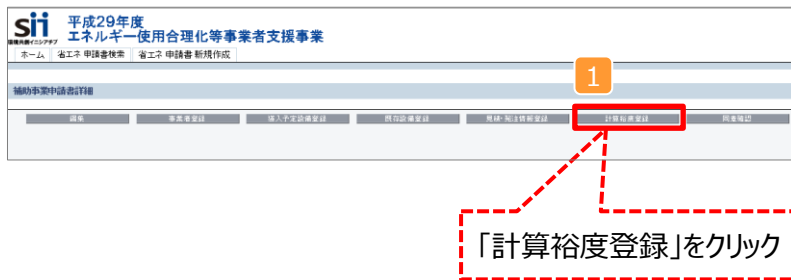 sii 平成29年度
エネルギー使用合理化等事業者支援事業
ホーム 省エネ 申請書検索 省エネ 申請書 新規作成
1
補助事業申請書詳細
編集 事業者登録 導入予定設備登録 既存設備登録 見積・発注情報登録 計算裕度登録 同意確認
「計算裕度登録」をクリック